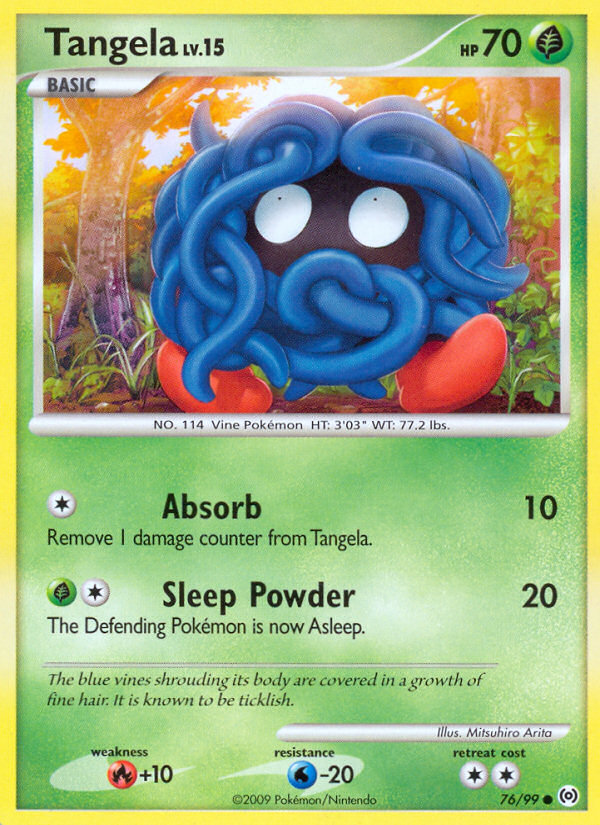 Tangela LV.15
HP 70
BASIC
NO. 114 Vine Pokémon HT: 3'03" WT: 77.2 lbs.
Absorb 10
Remove 1 damage counter from Tangela.
Sleep Powder 20
The Defending Pokémon is now Asleep.
The blue vines shrouding its body are covered in a growth of
fine hair. It is known to be ticklish.
Illus. Mitsuhiro Arita
weakness resistance retreat cost
+10 -20
©2009 Pokémon/Nintendo 76/99